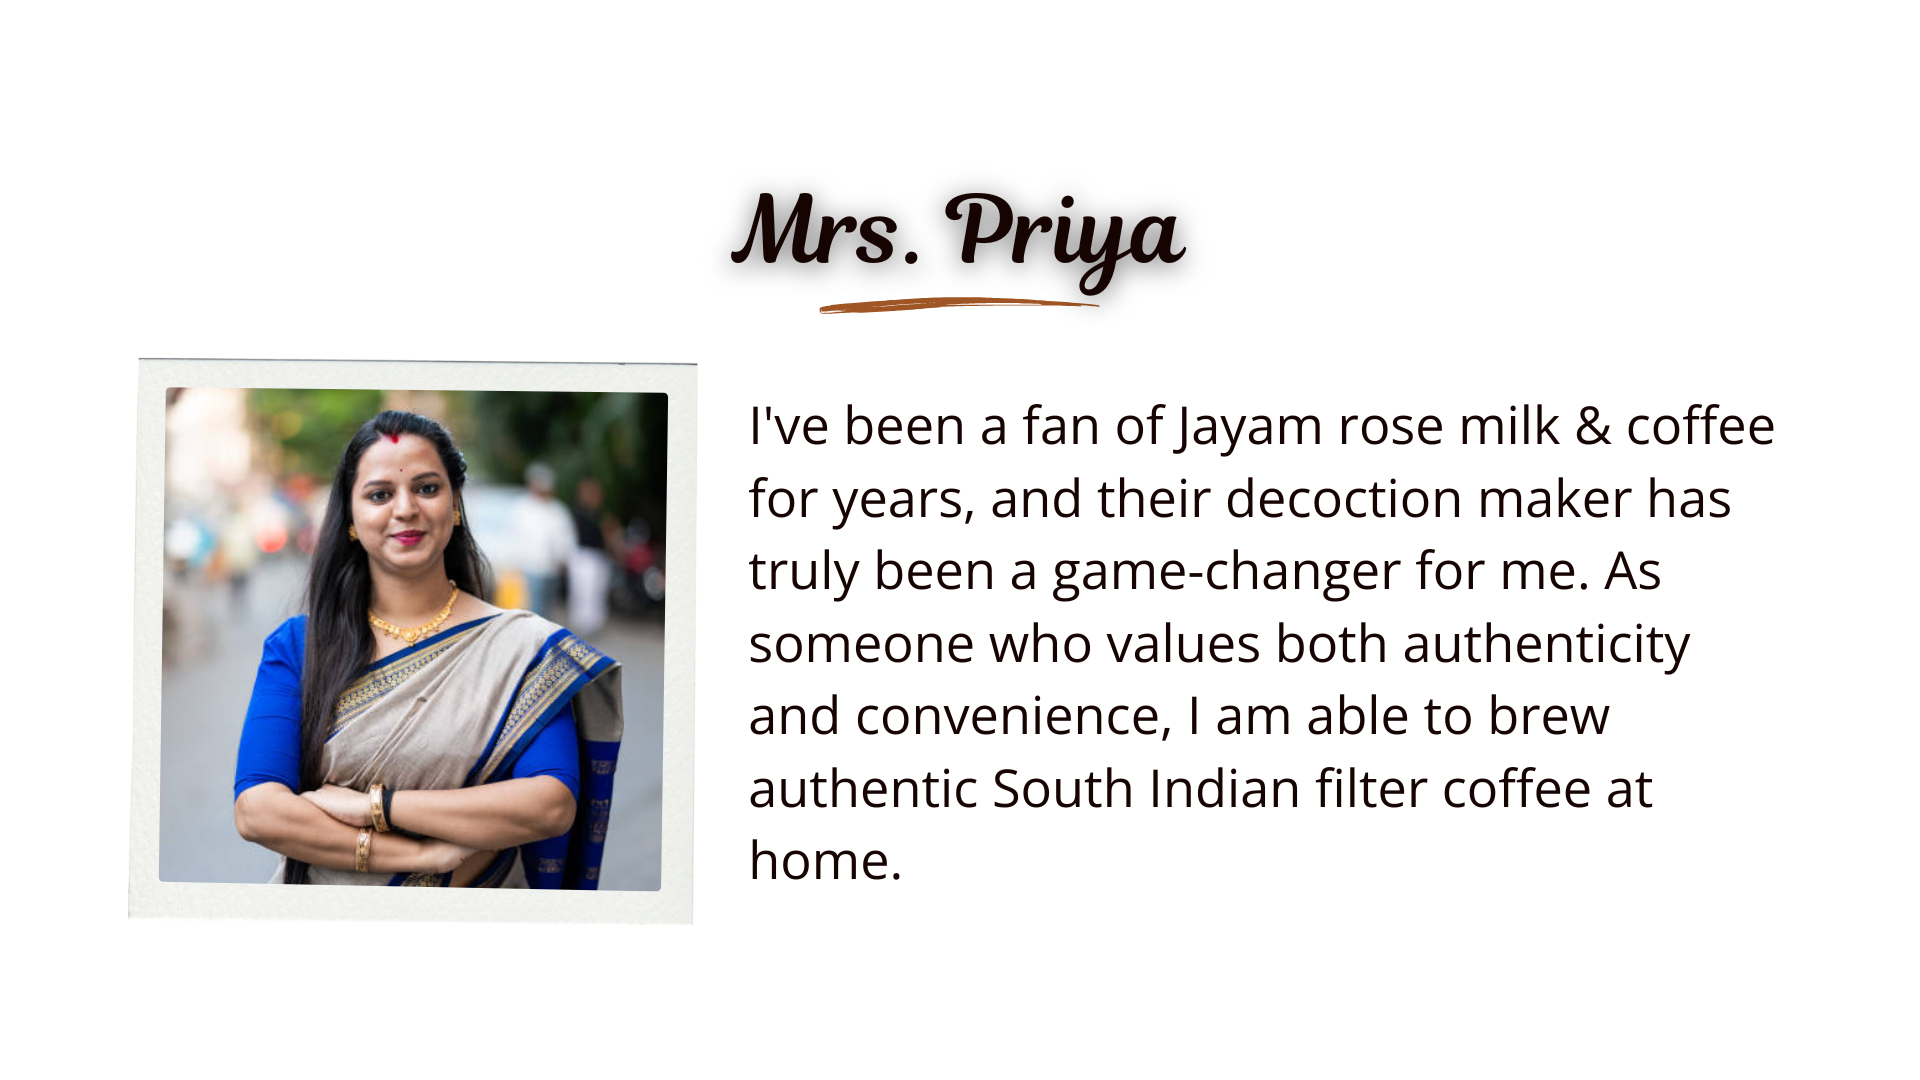 Mrs. Priya
I've been a fan of Jayam rose milk & coffee
for years, and their decoction maker has
truly been a game-changer for me. As
someone who values both authenticity
and convenience, I am able to brew
authentic South Indian filter coffee at
home.